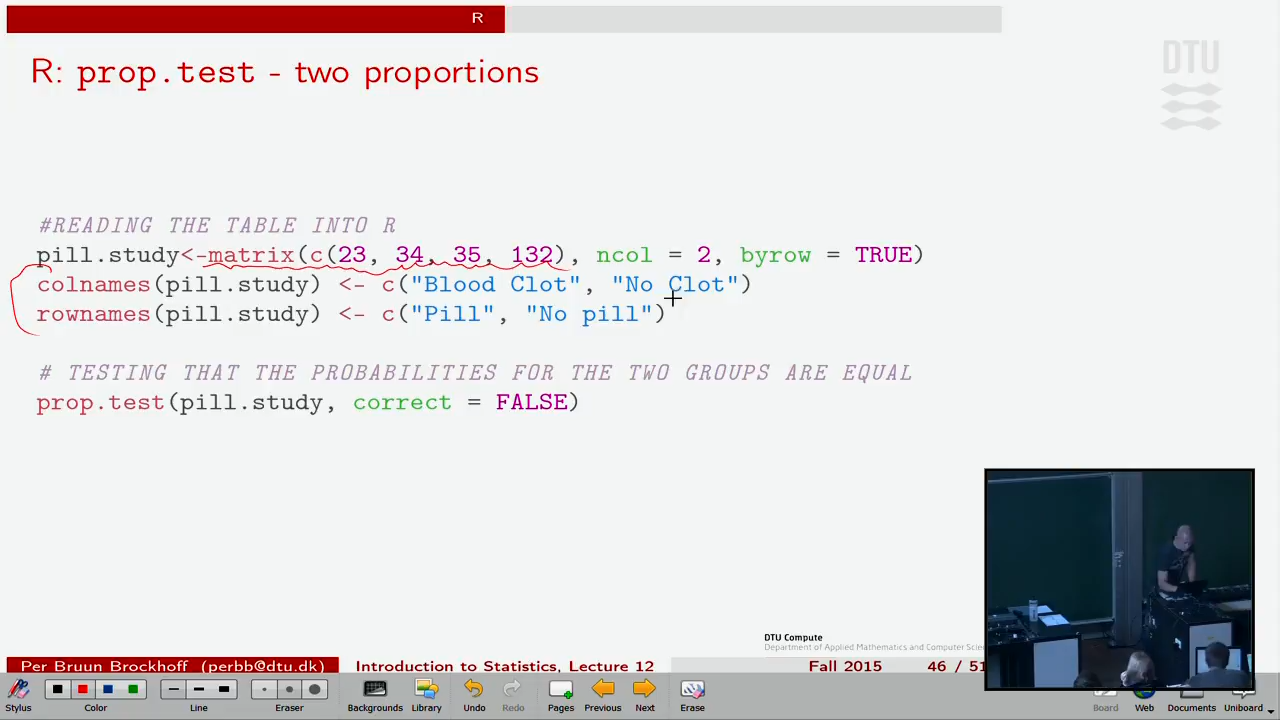 R
DTU
R: prop.test - two proportions
#READING THE TABLE INTO R
pill.study<-matrix(c(23, 34, 35, 132), ncol = 2, byrow = TRUE)
colnames(pill.study) <- c("Blood Clot", "No Clot")
rownames(pill.study) <- c("Pill", "No pill")
# TESTING THAT THE PROBABILITIES FOR THE TWO GROUPS ARE EQUAL
prop.test(pill.study, correct = FALSE)
DTU Compute
Department of Applied Mathematics and Computer
Per Bruun Brockhoff (perbb@dtu.dk) Introduction to Statistics, Lecture 12 Fall 2015 46 / 51
Stylus Color Line Eraser Backgrounds Library Undo Redo Pages Previous Next Erase Board Web Documents Uniboard